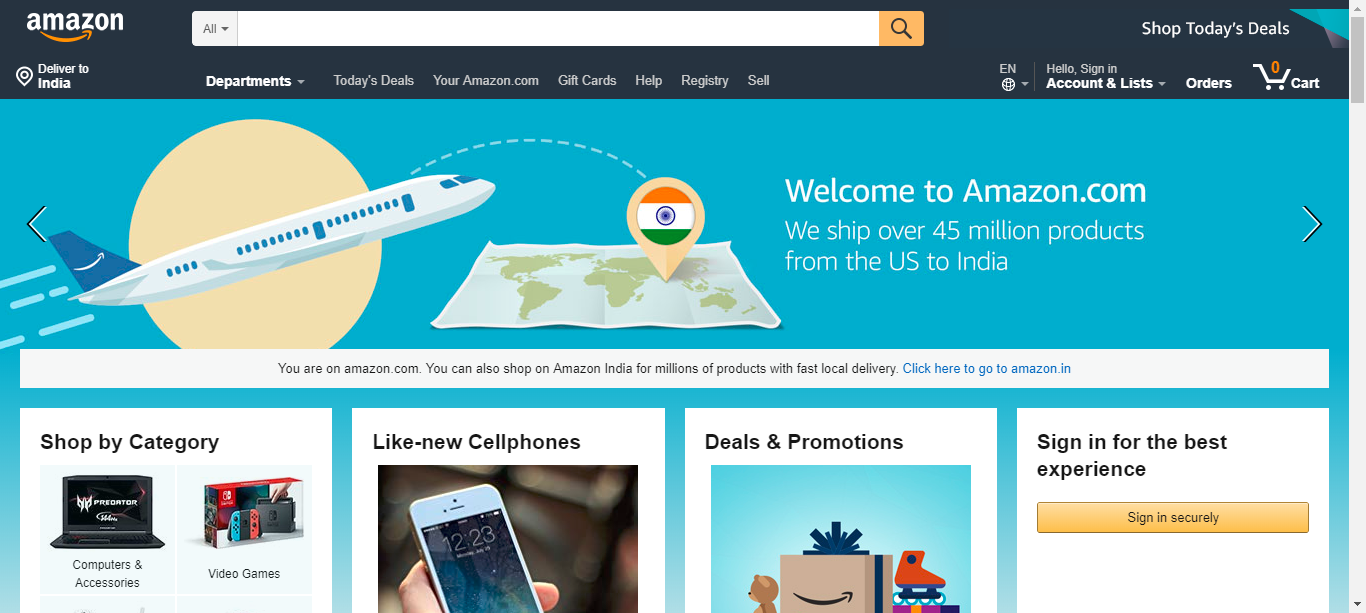 amazon
All
Shop Today's Deals
Deliver to
India
Departments
Today's Deals
Your Amazon.com
Gift Cards
Help
Registry
Sell
EN
Hello, Sign in
Account & Lists
Orders
0
Cart
Welcome to Amazon.com
We ship over 45 million products
from the US to India
You are on amazon.com. You can also shop on Amazon India for millions of products with fast local delivery. Click here to go to amazon.in
Shop by Category
PREDATOR
144Hz
Computers &
Accessories
Video Games
Like-new Cellphones
12:23
Deals & Promotions
Sign in for the best
experience
Sign in securely